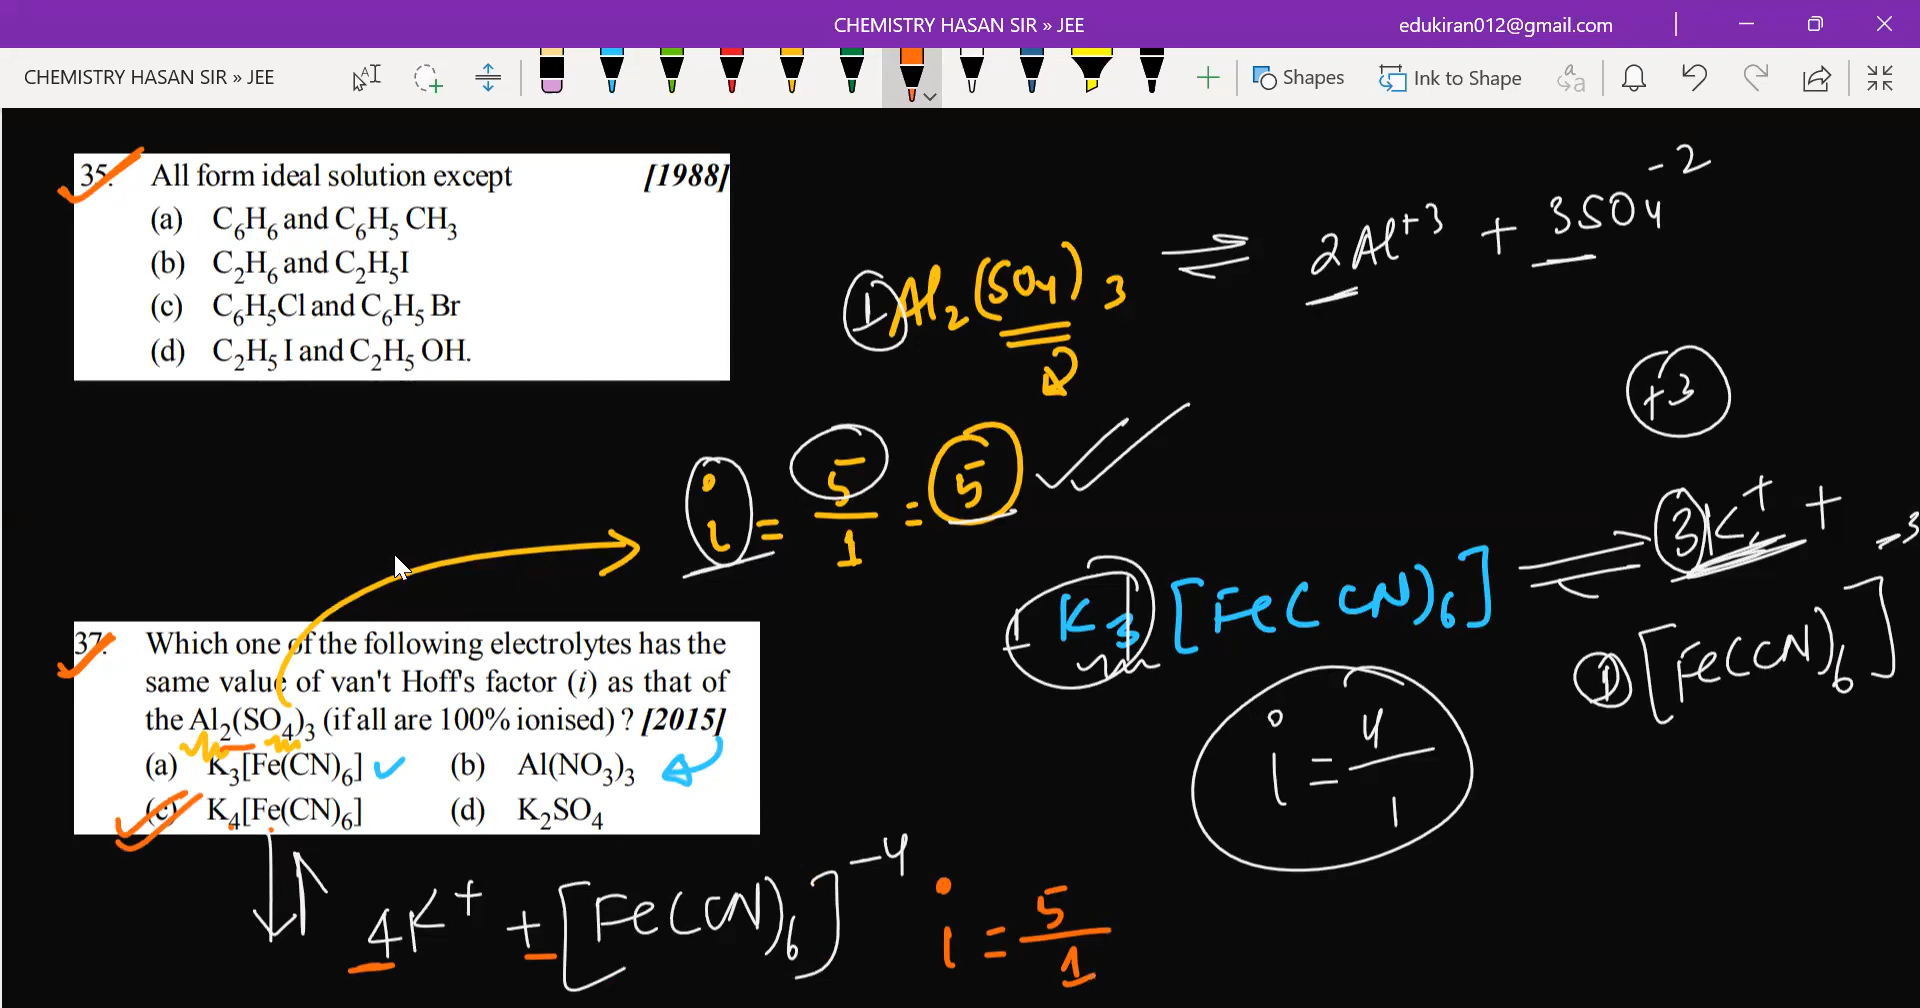 CHEMISTRY HASAN SIR » JEE
edukiran012@gmail.com
CHEMISTRY HASAN SIR » JEE
Shapes
Ink to Shape
35. All form ideal solution except [1988]
(a) C6H6 and C6H5 CH3
(b) C2H6 and C2H5I
(c) C6H5Cl and C6H5 Br
(d) C2H5 I and C2H5 OH.
① Al2(SO4)3 ⇌ 2Al+3 + 3SO4-2
+3
i = 5/1 = 5
1 K3[Fe(CN)6] ⇌ 3K+ +
① [Fe(CN)6]-3
i = 4/1
37. Which one of the following electrolytes has the
same value of van't Hoff's factor (i) as that of
the Al2(SO4)3 (if all are 100% ionised) ? [2015]
(a) K3[Fe(CN)6] (b) Al(NO3)3
(c) K4[Fe(CN)6] (d) K2SO4
4K+ + [Fe(CN)6]-4 i = 5/1